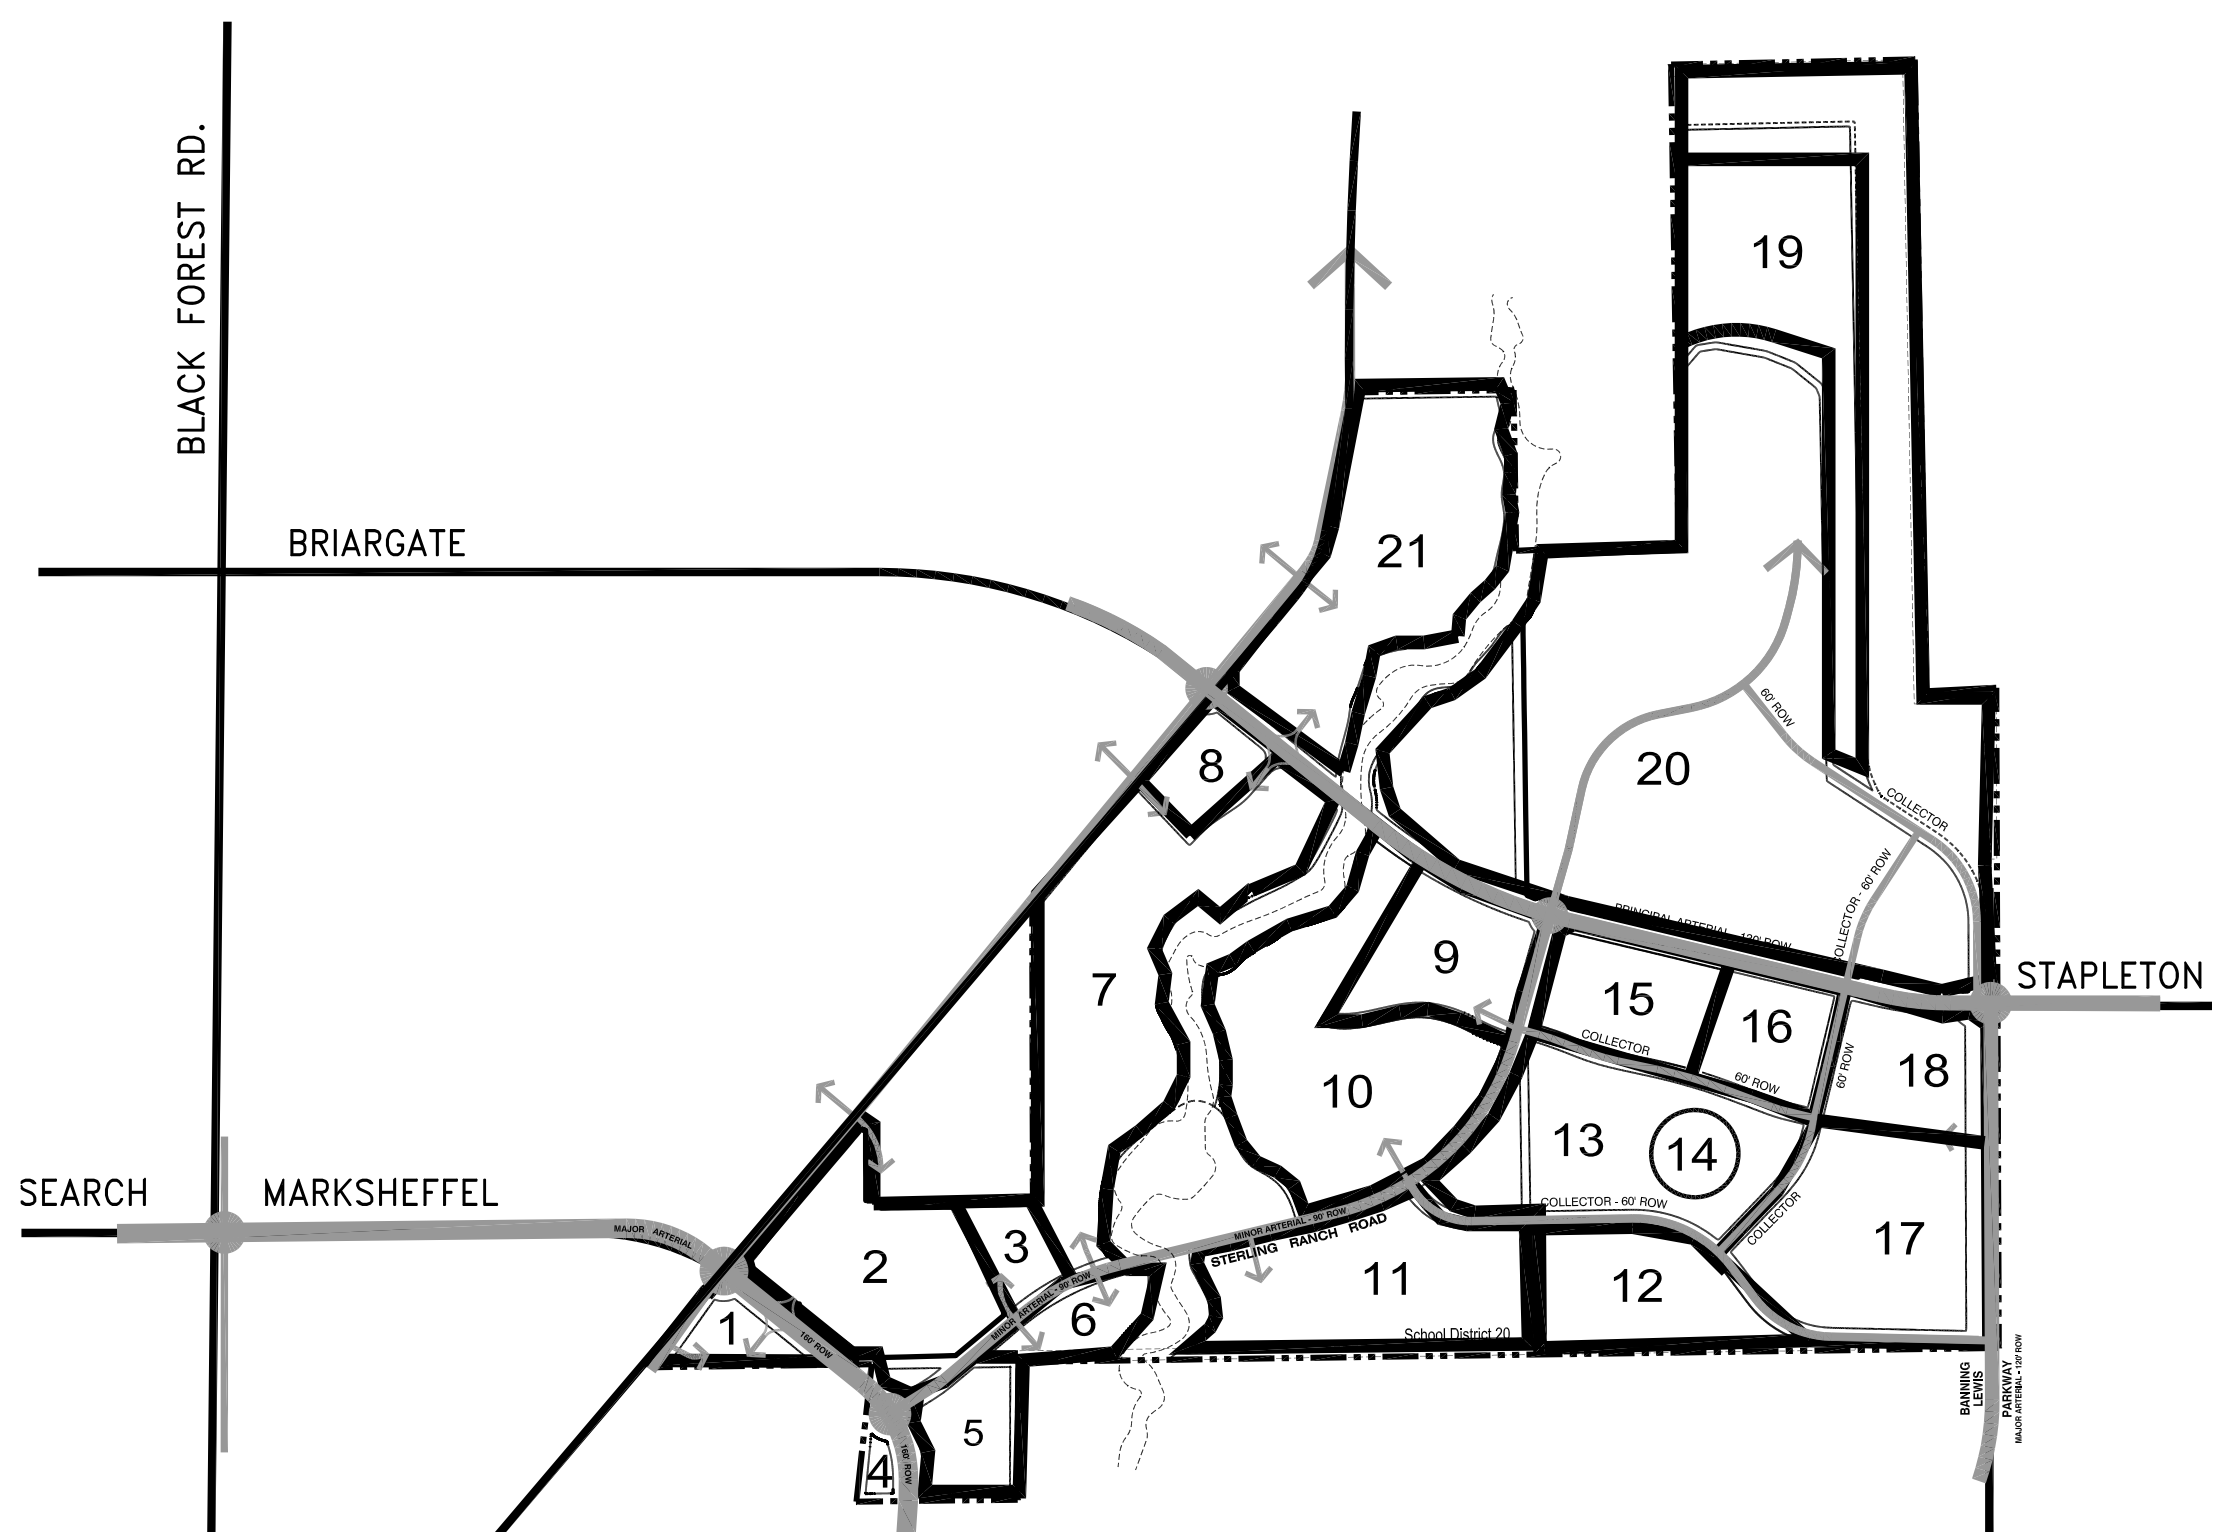 BLACK FOREST RD.
19
BRIARGATE
21
60' ROW
8
20
COLLECTOR
COLLECTOR - 60' ROW
PRINCIPAL ARTERIAL - 120' ROW
9
7
STAPLETON
15
16
COLLECTOR
60' ROW
60' ROW
18
10
13
14
SEARCH
MARKSHEFFEL
MAJOR ARTERIAL
COLLECTOR - 60' ROW
COLLECTOR
MINOR ARTERIAL - 90' ROW
STERLING RANCH ROAD
17
2
3
11
12
MINOR ARTERIAL - 90' ROW
6
1
160' ROW
School District 20
BANNING
LEWIS
PARKWAY
MAJOR ARTERIAL - 120' ROW
5
4
160' ROW